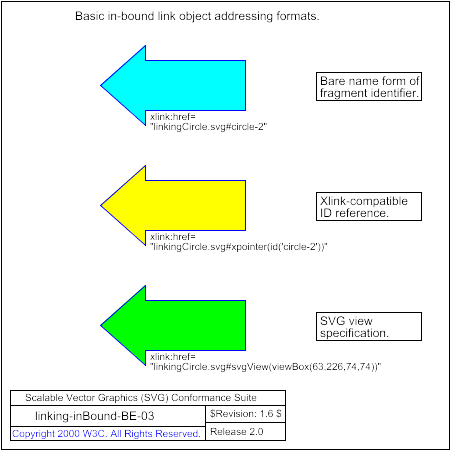 Basic in-bound link object addressing formats.
Bare name form of
fragment identifier.
xlink:href=
"linkingCircle.svg#circle-2"
Xlink-compatible
ID reference.
xlink:href=
"linkingCircle.svg#xpointer(id('circle-2'))"
SVG view
specification.
xlink:href=
"linkingCircle.svg#svgView(viewBox(63,226,74,74))"
Scalable Vector Graphics (SVG) Conformance Suite
linking-inBound-BE-03
$Revision: 1.6 $
Copyright 2000 W3C. All Rights Reserved.
Release 2.0